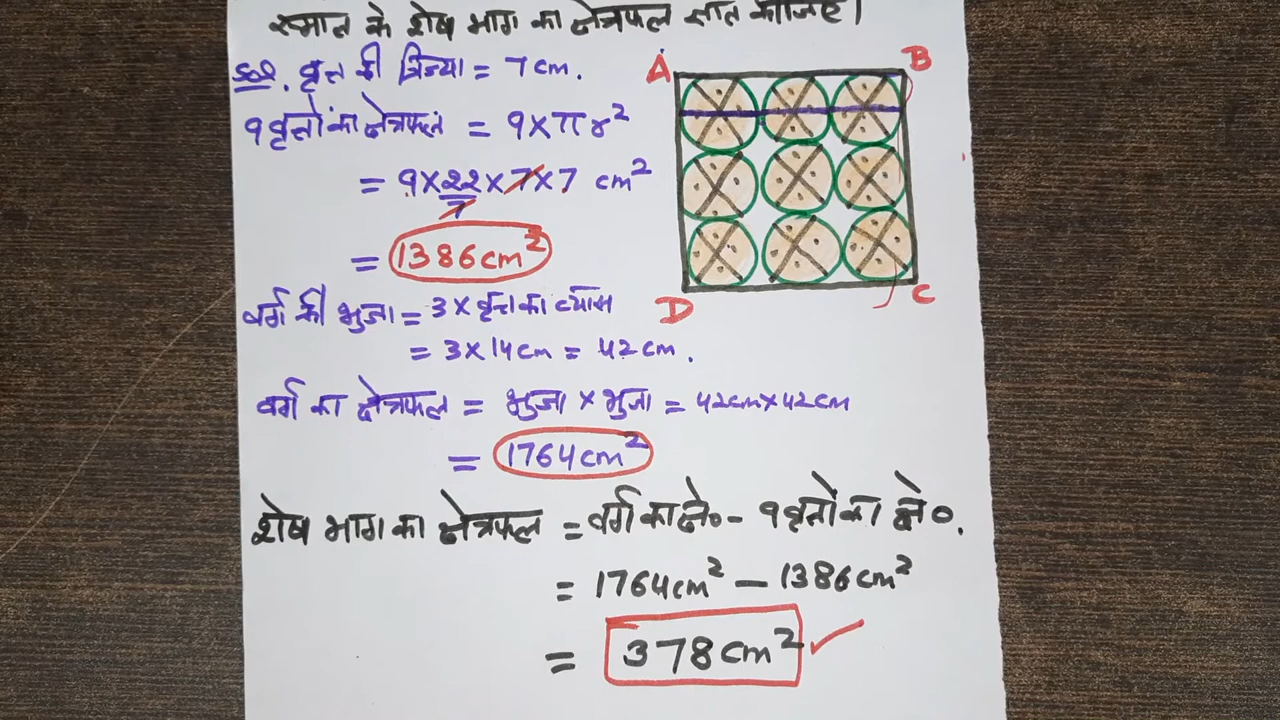 रूमाल के शेष भाग का क्षेत्रफल ज्ञात कीजिए।
Sol. वृत्त की त्रिज्या = 7 cm.
9 वृत्तों का क्षेत्रफल = 9×πr²
= 9×22/7×7×7 cm²
= 1386 cm²
वर्ग की भुजा = 3 × वृत्त का व्यास
= 3×14 cm = 42 cm.
वर्ग का क्षेत्रफल = भुजा × भुजा = 42cm×42cm
= 1764 cm²
शेष भाग का क्षेत्रफल = वर्ग का क्षे० - 9 वृत्तों का क्षे०.
= 1764 cm² — 1386 cm²
= 378 cm²
A B
D C